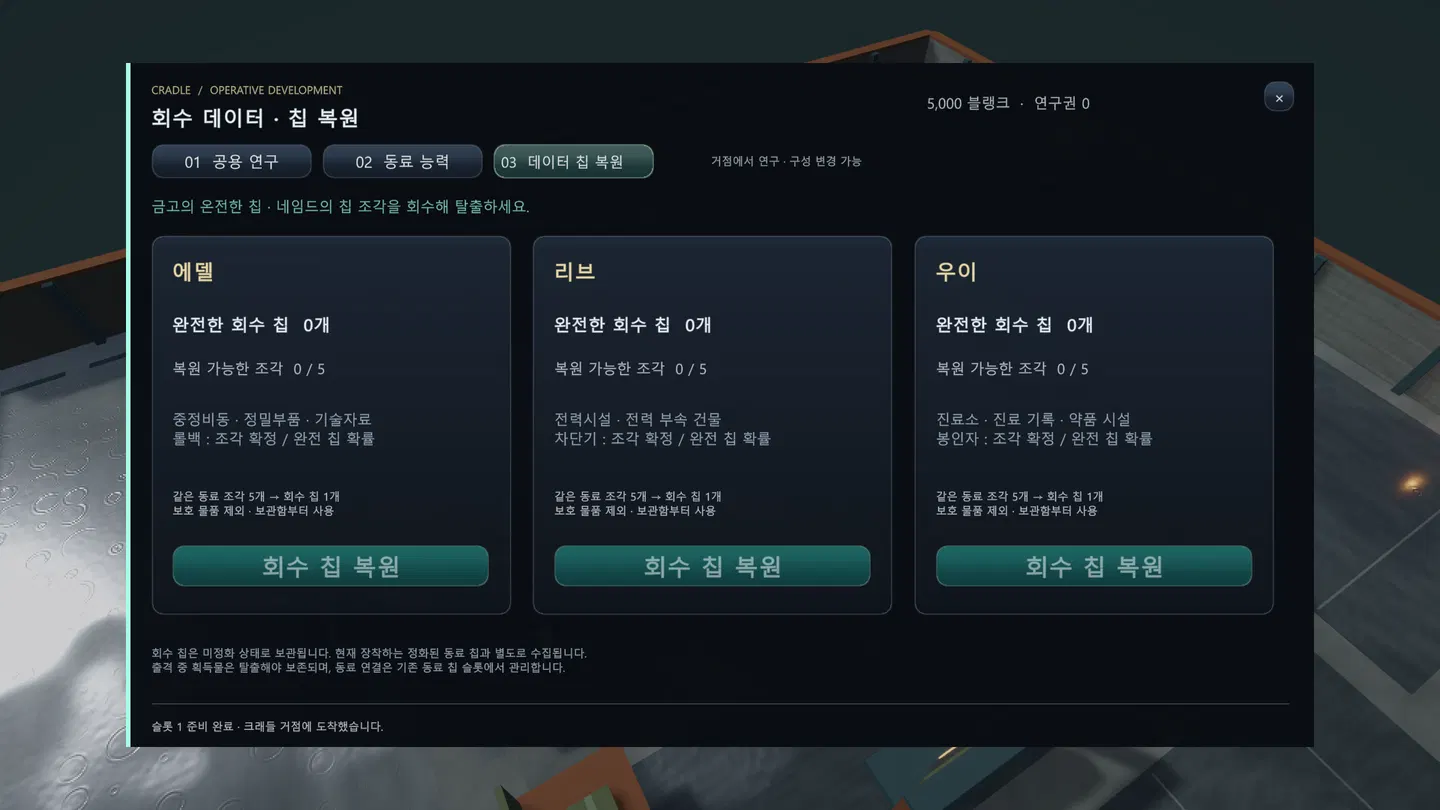 CRADLE / OPERATIVE DEVELOPMENT
회수 데이터 · 칩 복원
5,000 블랭크 · 연구권 0
×
01 공용 연구
02 동료 능력
03 데이터 칩 복원
거점에서 연구 · 구성 변경 가능
금고의 온전한 칩 · 네임드의 칩 조각을 회수해 탈출하세요.
에델
완전한 회수 칩 0개
복원 가능한 조각 0 / 5
중정비동 · 정밀부품 · 기술자료
롤백 : 조각 확정 / 완전 칩 확률
같은 동료 조각 5개 → 회수 칩 1개
보호 물품 제외 · 보관함부터 사용
회수 칩 복원
리브
완전한 회수 칩 0개
복원 가능한 조각 0 / 5
전력시설 · 전력 부속 건물
차단기 : 조각 확정 / 완전 칩 확률
같은 동료 조각 5개 → 회수 칩 1개
보호 물품 제외 · 보관함부터 사용
회수 칩 복원
우이
완전한 회수 칩 0개
복원 가능한 조각 0 / 5
진료소 · 진료 기록 · 약품 시설
봉인자 : 조각 확정 / 완전 칩 확률
같은 동료 조각 5개 → 회수 칩 1개
보호 물품 제외 · 보관함부터 사용
회수 칩 복원
회수 칩은 미정화 상태로 보관됩니다. 현재 장착하는 정화된 동료 칩과 별도로 수집됩니다.
출격 중 획득물은 탈출해야 보존되며, 동료 연결은 기존 동료 칩 슬롯에서 관리합니다.
슬롯 1 준비 완료 · 크래들 거점에 도착했습니다.